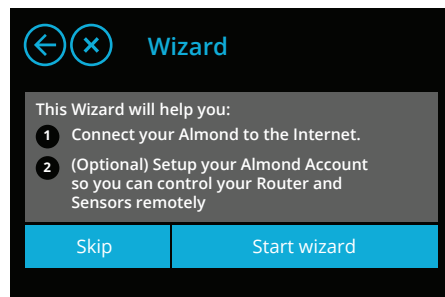 Wizard
This Wizard will help you:
1 Connect your Almond to the Internet.
2 (Optional) Setup your Almond Account
so you can control your Router and
Sensors remotely
Skip
Start wizard